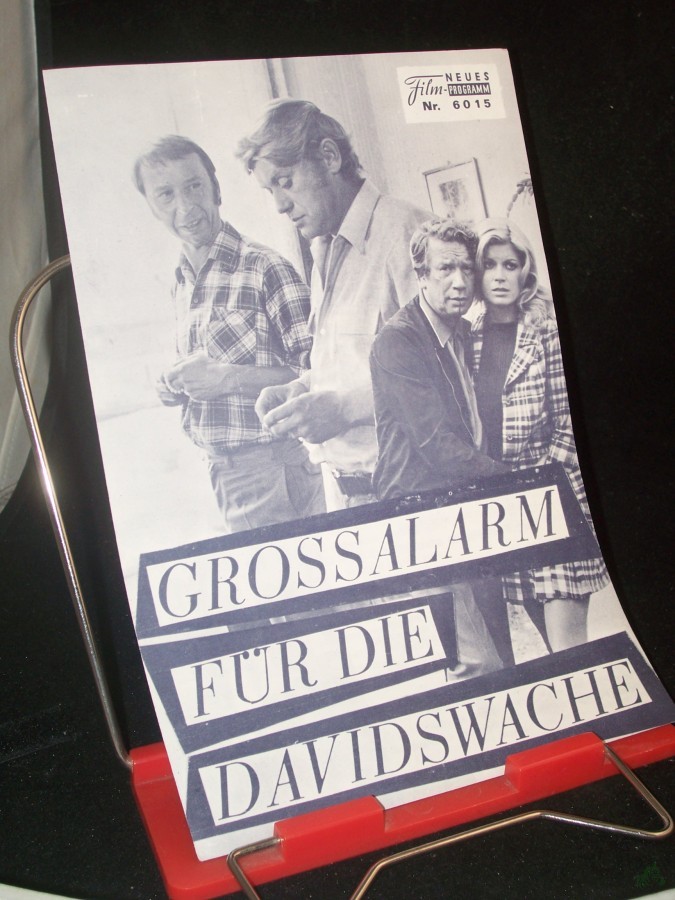 NEUES
Film-PROGRAMM
Nr. 6015
GROSSALARM
FÜR DIE
DAVIDSWACHE